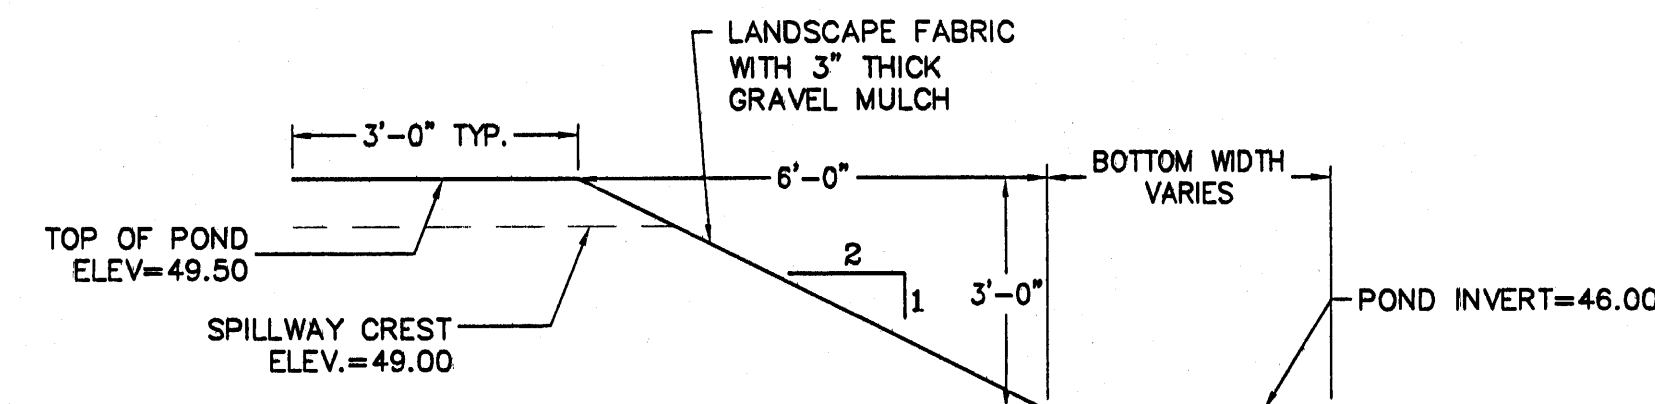 LANDSCAPE FABRIC
WITH 3" THICK
GRAVEL MULCH
3'-0" TYP.
6'-0"
BOTTOM WIDTH
VARIES
TOP OF POND
ELEV=49.50
2
1
3'-0"
POND INVERT=46.00
SPILLWAY CREST
ELEV.=49.00